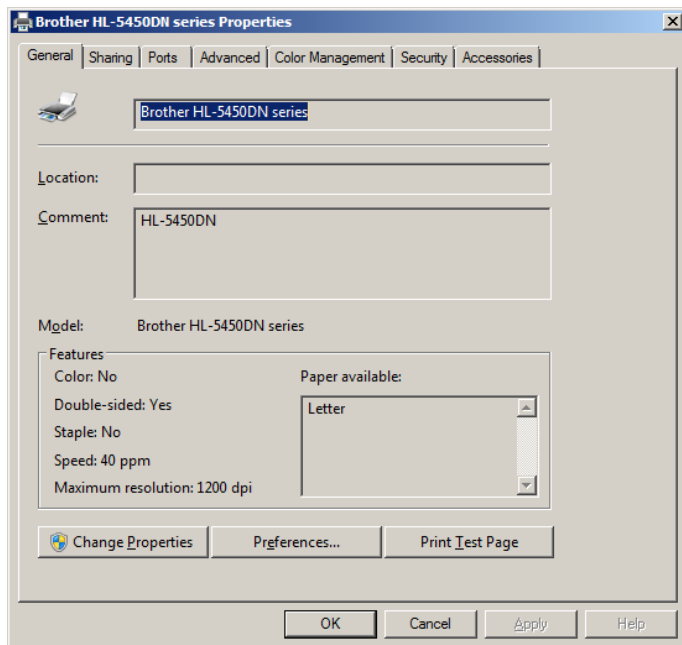 Brother HL-5450DN series Properties
General Sharing Ports Advanced Color Management Security Accessories
Brother HL-5450DN series
Location:
Comment: HL-5450DN
Model: Brother HL-5450DN series
Features
Color: No Paper available:
Double-sided: Yes Letter
Staple: No
Speed: 40 ppm
Maximum resolution: 1200 dpi
Change Properties Preferences... Print Test Page
OK Cancel Apply Help